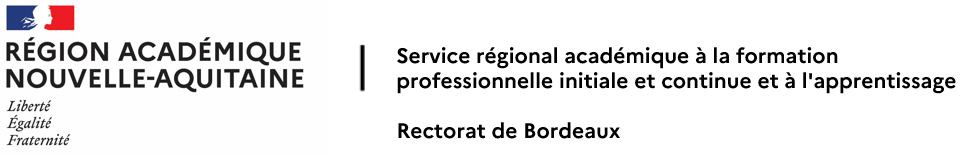 RÉGION ACADÉMIQUE
NOUVELLE-AQUITAINE
Liberté
Égalité
Fraternité
Service régional académique à la formation
professionnelle initiale et continue et à l'apprentissage
Rectorat de Bordeaux